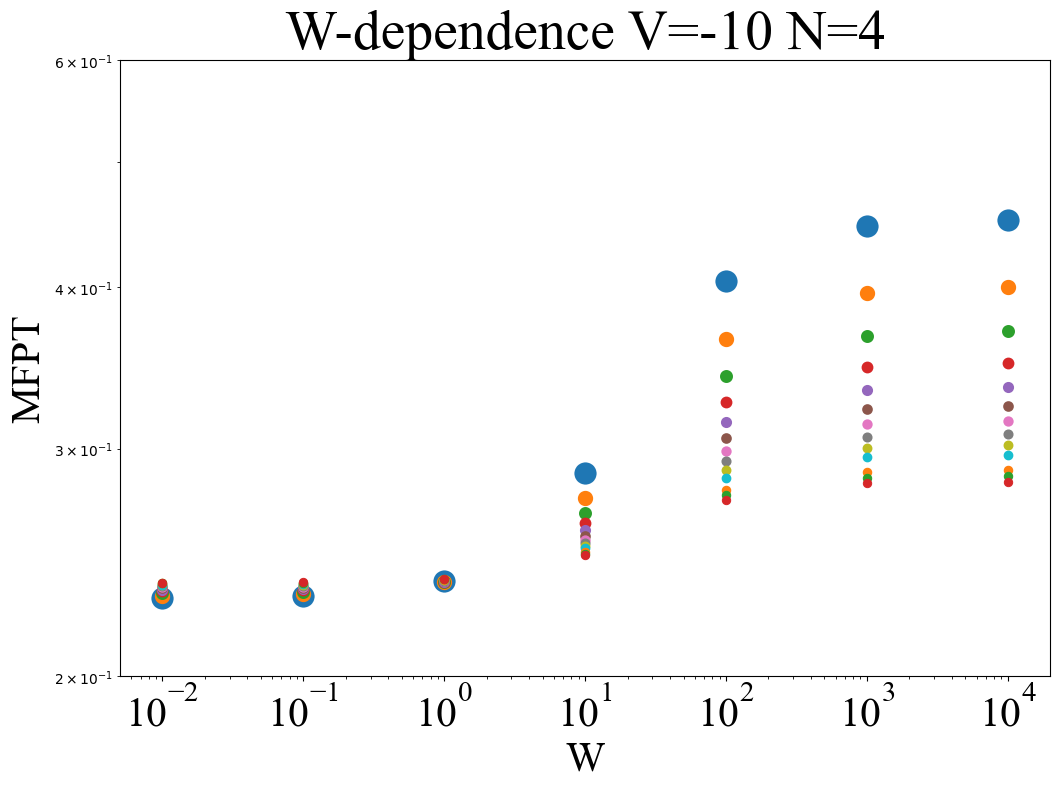 W-dependence V=-10 N=4
6 × 10⁻¹
4 × 10⁻¹
3 × 10⁻¹
2 × 10⁻¹
MFPT
10⁻² 10⁻¹ 10⁰ 10¹ 10² 10³ 10⁴
W